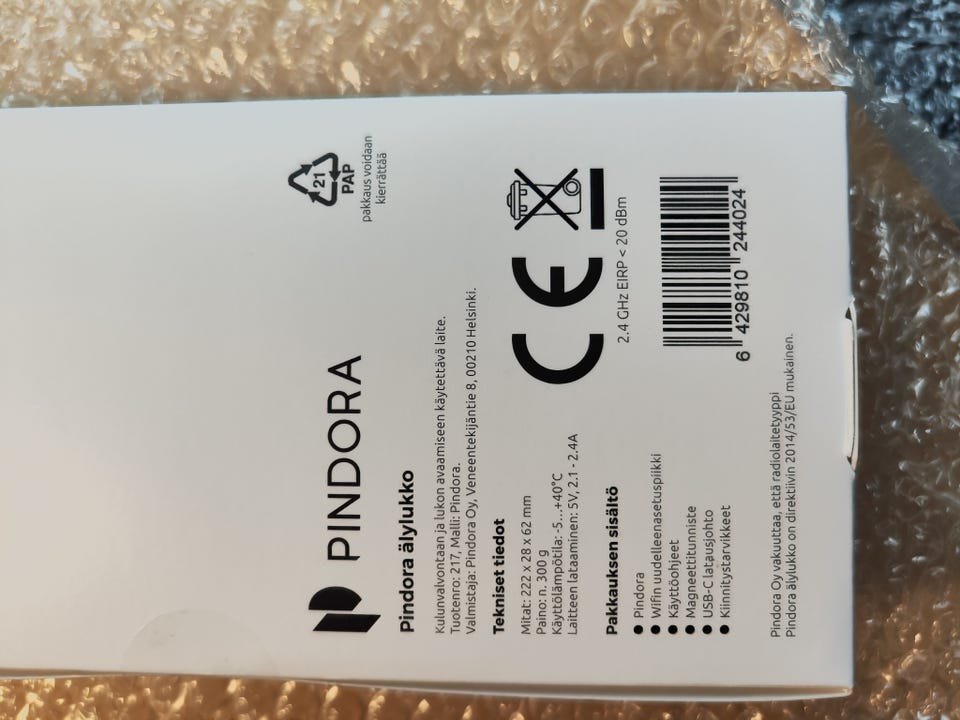 PINDORA
Pindora älylukko
Kulunvalvontaan ja lukon avaamiseen käytettävä laite.
Tuotenro: 217, Malli: Pindora.
Valmistaja: Pindora Oy, Veneentekijäntie 8, 00210 Helsinki.
Tekniset tiedot
Mitat: 222 x 28 x 62 mm
Paino: n. 300 g
Käyttölämpötila: -5...+40°C
Laitteen lataaminen: 5V, 2.1 - 2.4A
Pakkauksen sisältö
● Pindora
● Wifin uudelleenasetuspiikki
● Käyttöohjeet
● Magneettitunniste
● USB-C latausjohto
● Kiinnitystarvikkeet
Pindora Oy vakuuttaa, että radiolaitetyyppi
Pindora älylukko on direktiivin 2014/53/EU mukainen.
21
PAP
pakkaus voidaan
kierrättää
CE
2.4 GHz EIRP < 20 dBm
6 429810 244024